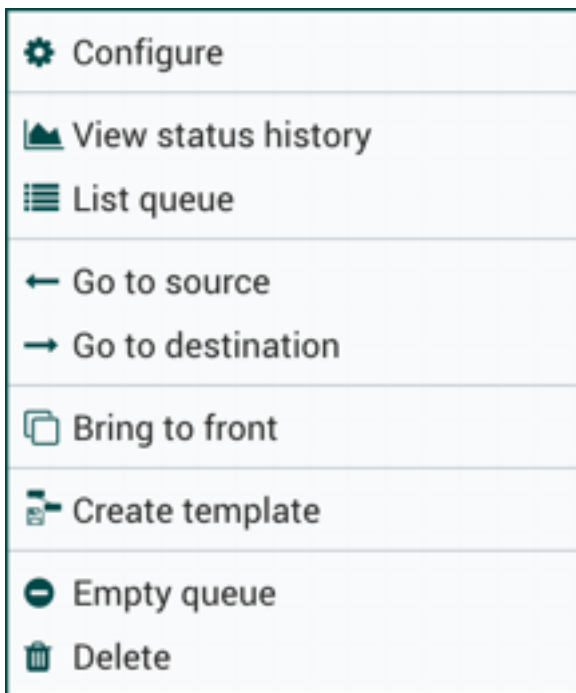 Configure
View status history
List queue
Go to source
Go to destination
Bring to front
Create template
Empty queue
Delete